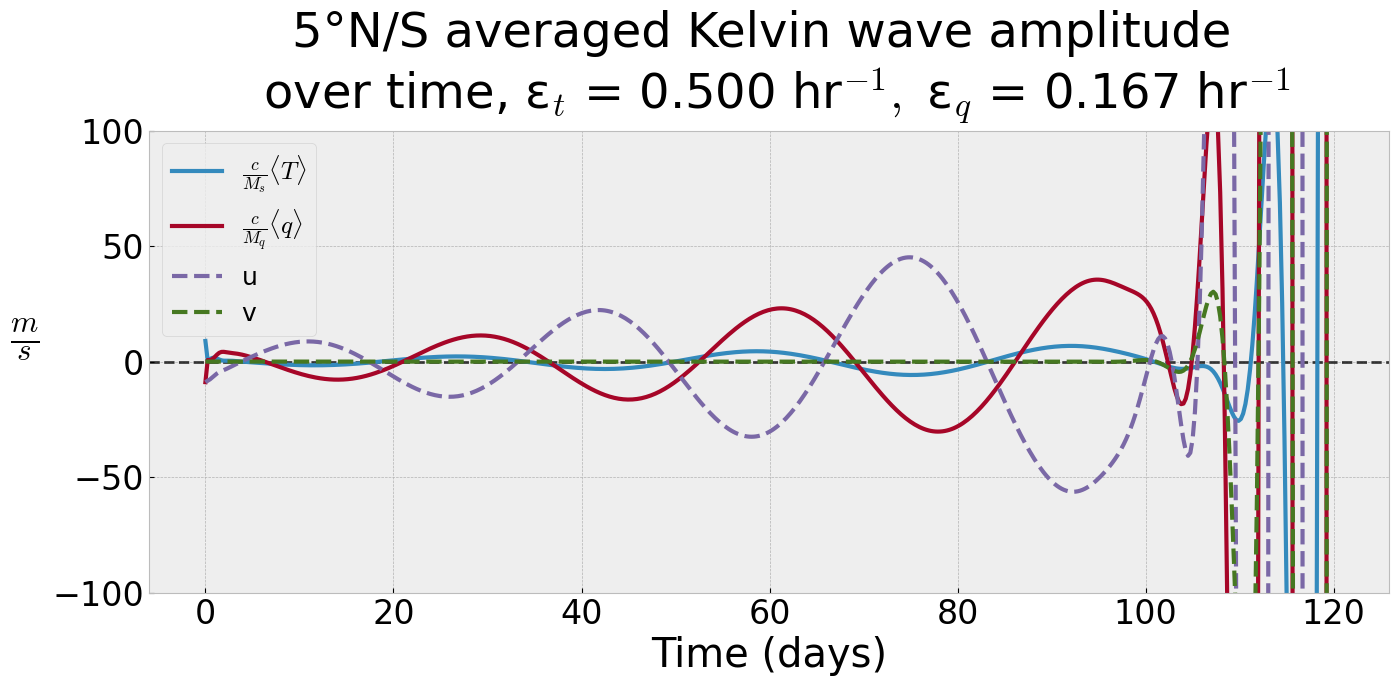 5°N/S averaged Kelvin wave amplitude
over time, ε_t = 0.500 hr⁻¹, ε_q = 0.167 hr⁻¹
100
50
0
−50
−100
m/s
c/M_s ⟨T⟩
c/M_q ⟨q⟩
u
v
0 20 40 60 80 100 120
Time (days)